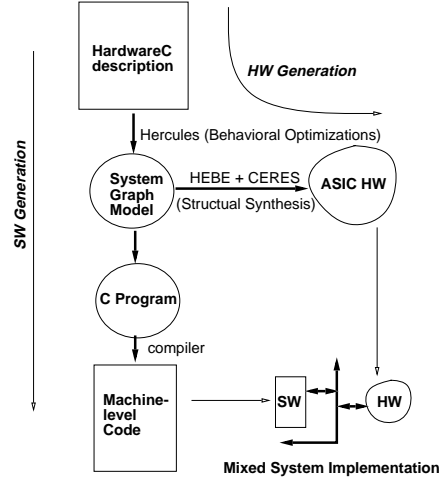 HardwareC
description
HW Generation
SW Generation
Hercules (Behavioral Optimizations)
System
Graph
Model
HEBE + CERES
(Structual Synthesis)
ASIC HW
C Program
compiler
Machine-
level
Code
SW
HW
Mixed System Implementation